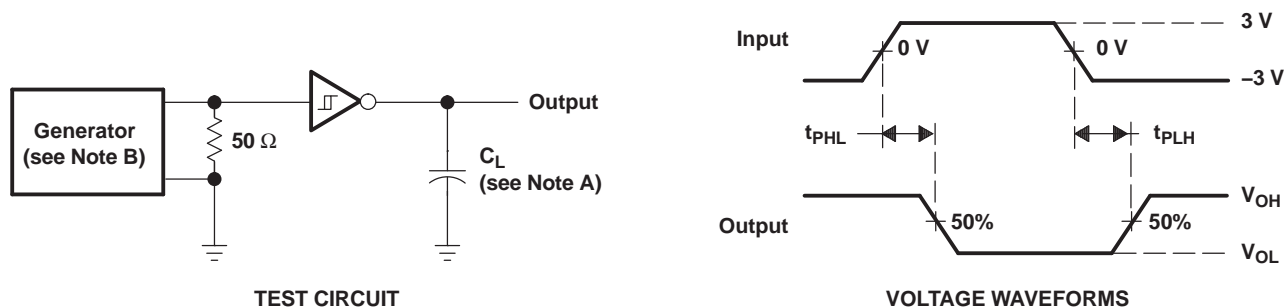 Generator
(see Note B)
50 Ω
Output
C_L
(see Note A)
TEST CIRCUIT
Input
0 V
0 V
3 V
–3 V
t_PHL
t_PLH
Output
50%
50%
V_OH
V_OL
VOLTAGE WAVEFORMS